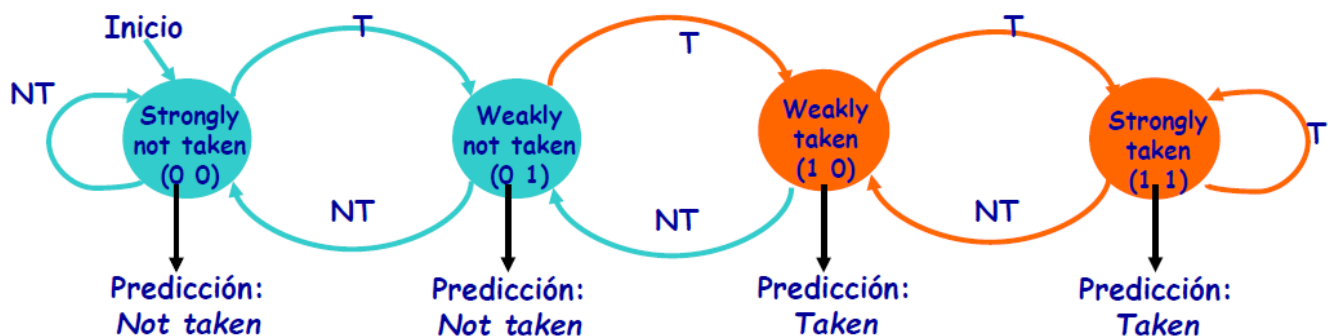 Inicio
T
T
T
NT
Strongly
not taken
(0 0)
Weakly
not taken
(0 1)
Weakly
taken
(1 0)
Strongly
taken
(1 1)
T
NT
NT
NT
Predicción:
Not taken
Predicción:
Not taken
Predicción:
Taken
Predicción:
Taken